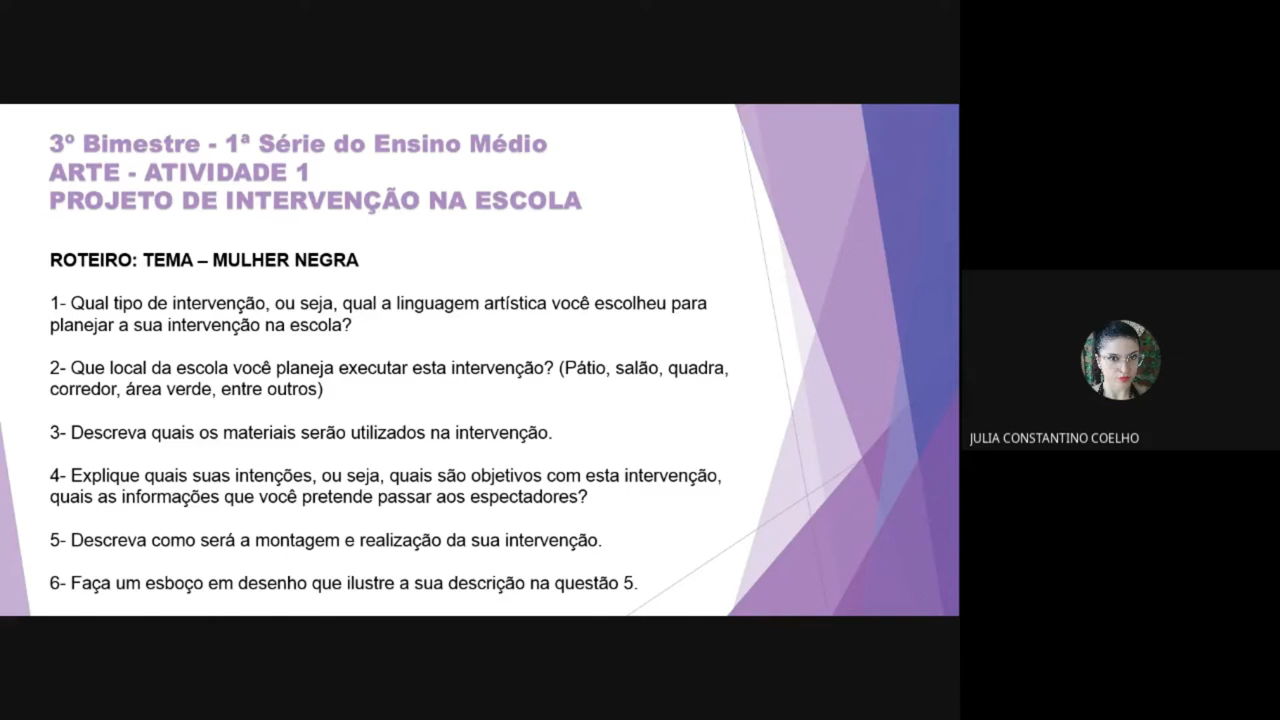 3º Bimestre - 1ª Série do Ensino Médio
ARTE - ATIVIDADE 1
PROJETO DE INTERVENÇÃO NA ESCOLA
ROTEIRO: TEMA – MULHER NEGRA
1- Qual tipo de intervenção, ou seja, qual a linguagem artística você escolheu para
planejar a sua intervenção na escola?
2- Que local da escola você planeja executar esta intervenção? (Pátio, salão, quadra,
corredor, área verde, entre outros)
3- Descreva quais os materiais serão utilizados na intervenção.
4- Explique quais suas intenções, ou seja, quais são objetivos com esta intervenção,
quais as informações que você pretende passar aos espectadores?
5- Descreva como será a montagem e realização da sua intervenção.
6- Faça um esboço em desenho que ilustre a sua descrição na questão 5.
JULIA CONSTANTINO COELHO